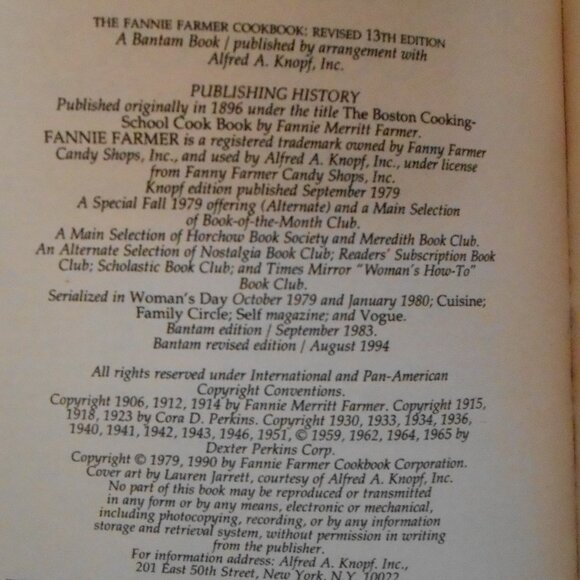 THE FANNIE FARMER COOKBOOK: REVISED 13TH EDITION
A Bantam Book / published by arrangement with
Alfred A. Knopf, Inc.
PUBLISHING HISTORY
Published originally in 1896 under the title The Boston Cooking-
School Cook Book by Fannie Merritt Farmer.
FANNIE FARMER is a registered trademark owned by Fanny Farmer
Candy Shops, Inc., and used by Alfred A. Knopf, Inc., under license
from Fanny Farmer Candy Shops, Inc.
Knopf edition published September 1979
A Special Fall 1979 offering (Alternate) and a Main Selection
of Book-of-the-Month Club.
A Main Selection of Horchow Book Society and Meredith Book Club.
An Alternate Selection of Nostalgia Book Club; Readers' Subscription Book
Club; Scholastic Book Club; and Times Mirror "Woman's How-To"
Book Club.
Serialized in Woman's Day October 1979 and January 1980; Cuisine;
Family Circle; Self magazine; and Vogue.
Bantam edition / September 1983.
Bantam revised edition / August 1994
All rights reserved under International and Pan-American
Copyright Conventions.
Copyright 1906, 1912, 1914 by Fannie Merritt Farmer. Copyright 1915,
1918, 1923 by Cora D. Perkins. Copyright 1930, 1933, 1934, 1936,
1940, 1941, 1942, 1943, 1946, 1951, © 1959, 1962, 1964, 1965 by
Dexter Perkins Corp.
Copyright © 1979, 1990 by Fannie Farmer Cookbook Corporation.
Cover art by Lauren Jarrett, courtesy of Alfred A. Knopf, Inc.
No part of this book may be reproduced or transmitted
in any form or by any means, electronic or mechanical,
including photocopying, recording, or by any information
storage and retrieval system, without permission in writing
from the publisher.
For information address: Alfred A. Knopf. Inc.,
201 East 50th Street, New York, N.Y. 10022